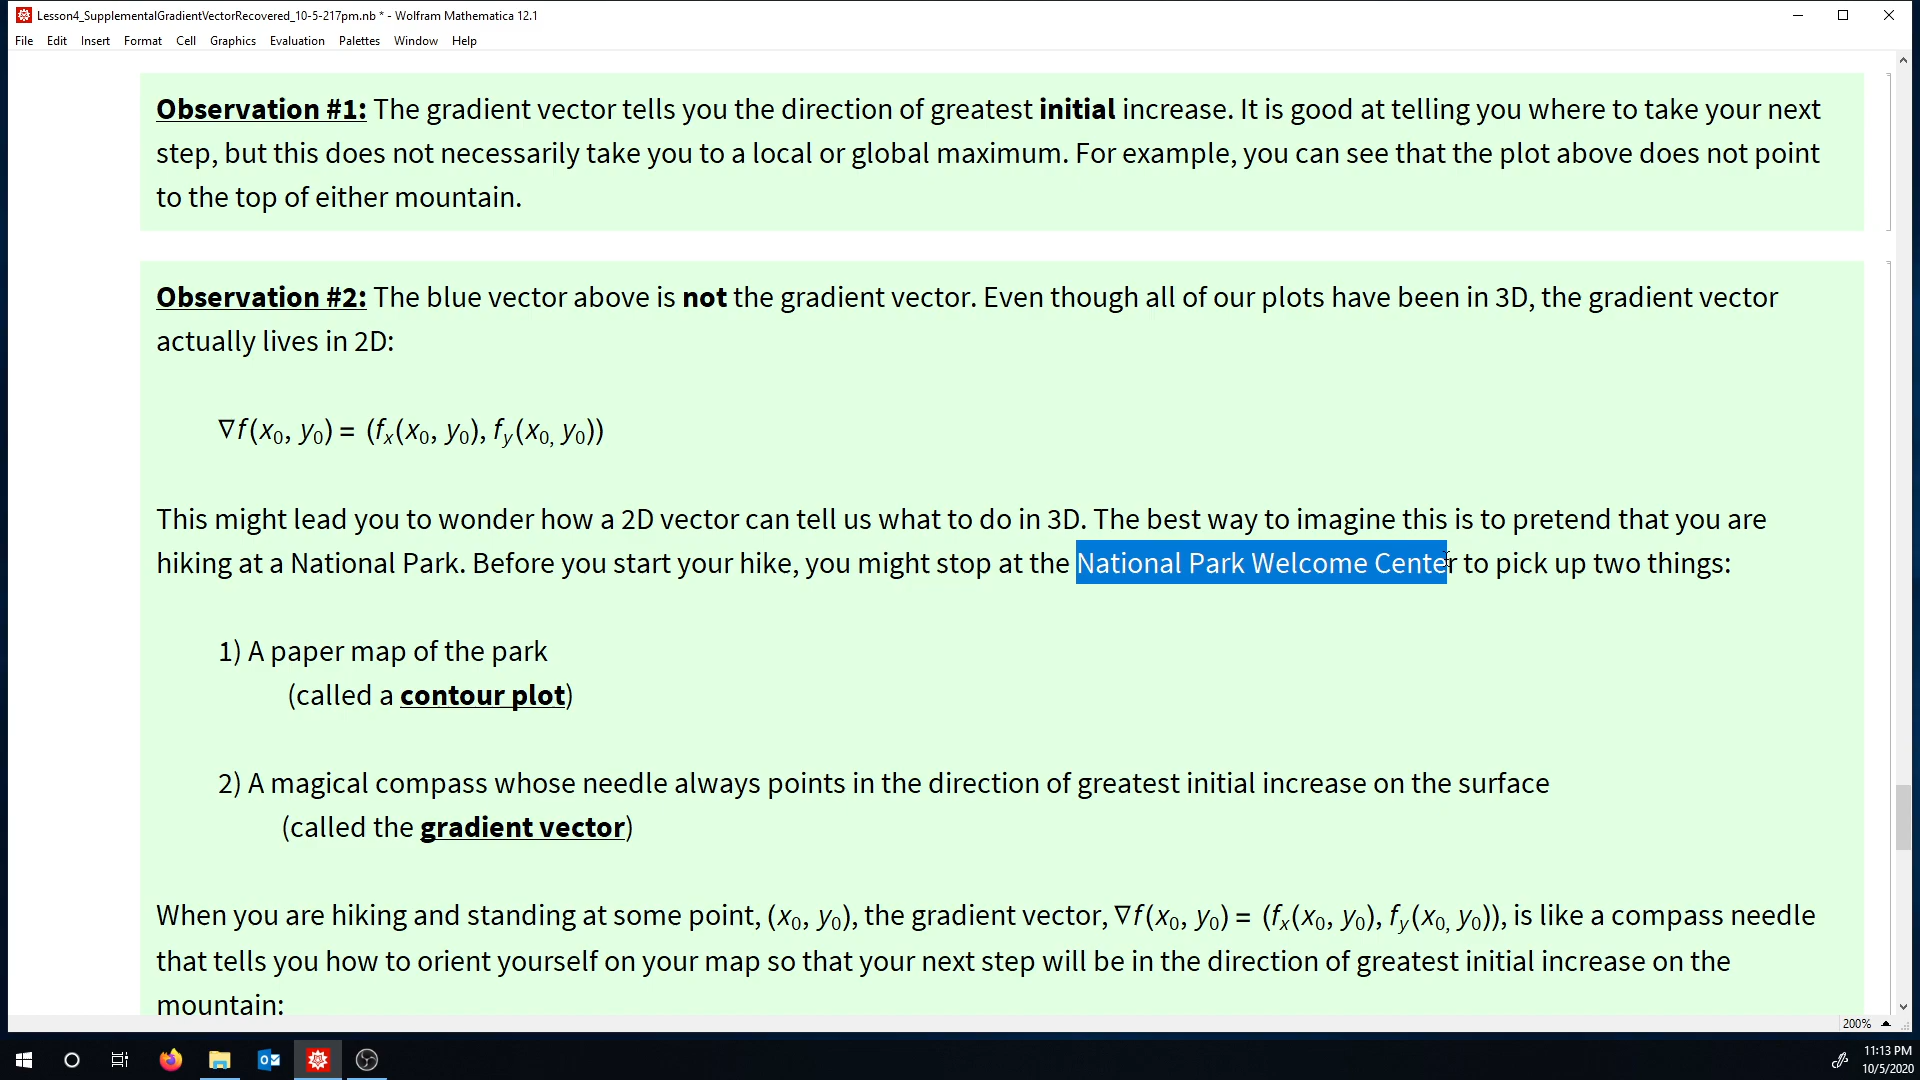 Lesson4_SupplementalGradientVectorRecovered_10-5-217pm.nb * - Wolfram Mathematica 12.1
File Edit Insert Format Cell Graphics Evaluation Palettes Window Help
Observation #1: The gradient vector tells you the direction of greatest initial increase. It is good at telling you where to take your next
step, but this does not necessarily take you to a local or global maximum. For example, you can see that the plot above does not point
to the top of either mountain.
Observation #2: The blue vector above is not the gradient vector. Even though all of our plots have been in 3D, the gradient vector
actually lives in 2D:
∇f(x₀, y₀) = (fₓ(x₀, y₀), f_y(x₀, y₀))
This might lead you to wonder how a 2D vector can tell us what to do in 3D. The best way to imagine this is to pretend that you are
hiking at a National Park. Before you start your hike, you might stop at the National Park Welcome Center to pick up two things:
1) A paper map of the park
(called a contour plot)
2) A magical compass whose needle always points in the direction of greatest initial increase on the surface
(called the gradient vector)
When you are hiking and standing at some point, (x₀, y₀), the gradient vector, ∇f(x₀, y₀) = (fₓ(x₀, y₀), f_y(x₀, y₀)), is like a compass needle
that tells you how to orient yourself on your map so that your next step will be in the direction of greatest initial increase on the
mountain:
200%
11:13 PM
10/5/2020